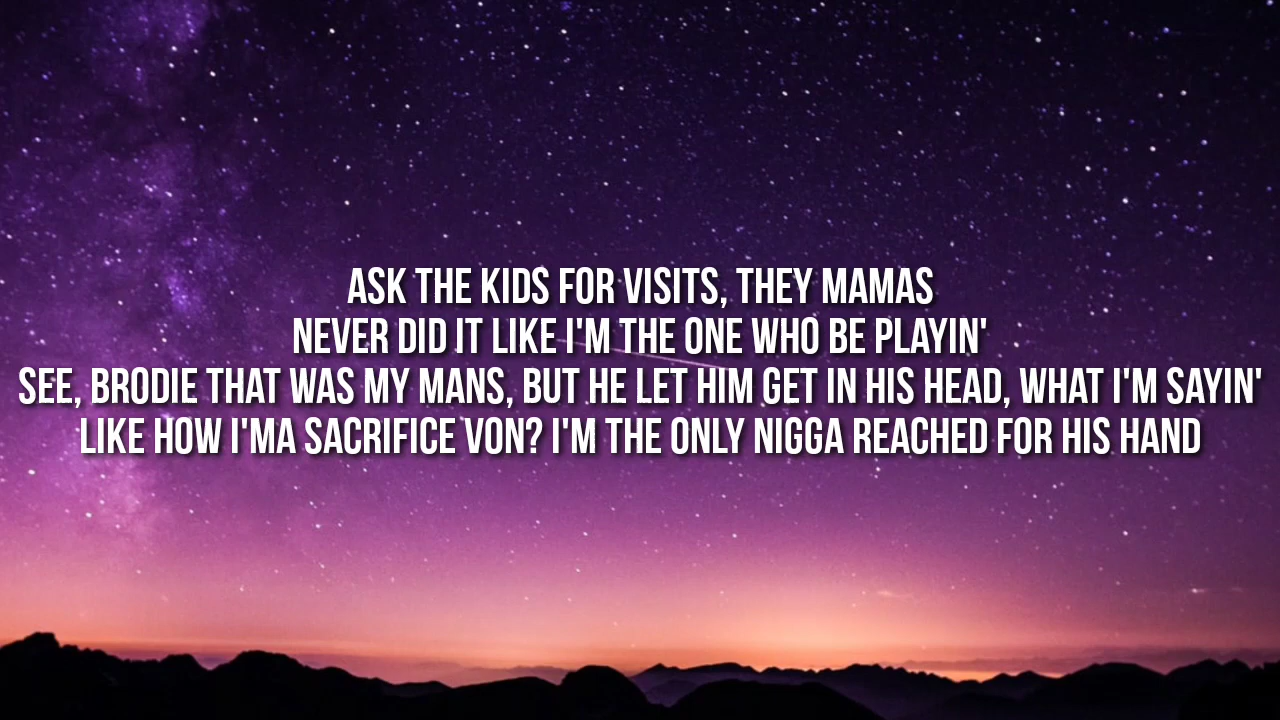 ASK THE KIDS FOR VISITS, THEY MAMAS
NEVER DID IT LIKE I'M THE ONE WHO BE PLAYIN'
SEE, BRODIE THAT WAS MY MANS, BUT HE LET HIM GET IN HIS HEAD, WHAT I'M SAYIN'
LIKE HOW I'MA SACRIFICE VON? I'M THE ONLY NIGGA REACHED FOR HIS HAND